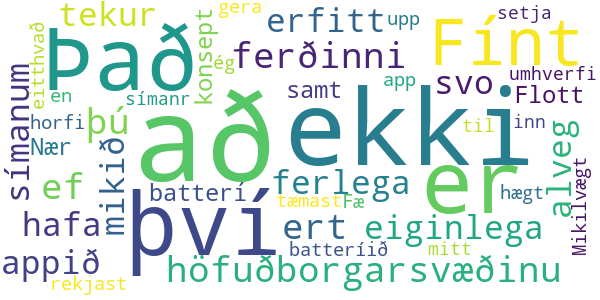 gera
tekur
konsept
erfitt
upp
setja
Fínt
Það
eitthvað
ég
ferðinni
en
símanr
samt
app
svo
umhverfi
Flott
að
ekki
símanum
horfi
þú
til
inn
Nær
mikið
ef
batterí
ferlega
er
alveg
hægt
Mikilvægt
því
tæmast
Fæ
hafa
ert
eiginlega
batteríið
mitt
appið
höfuðborgarsvæðinu
rekjast